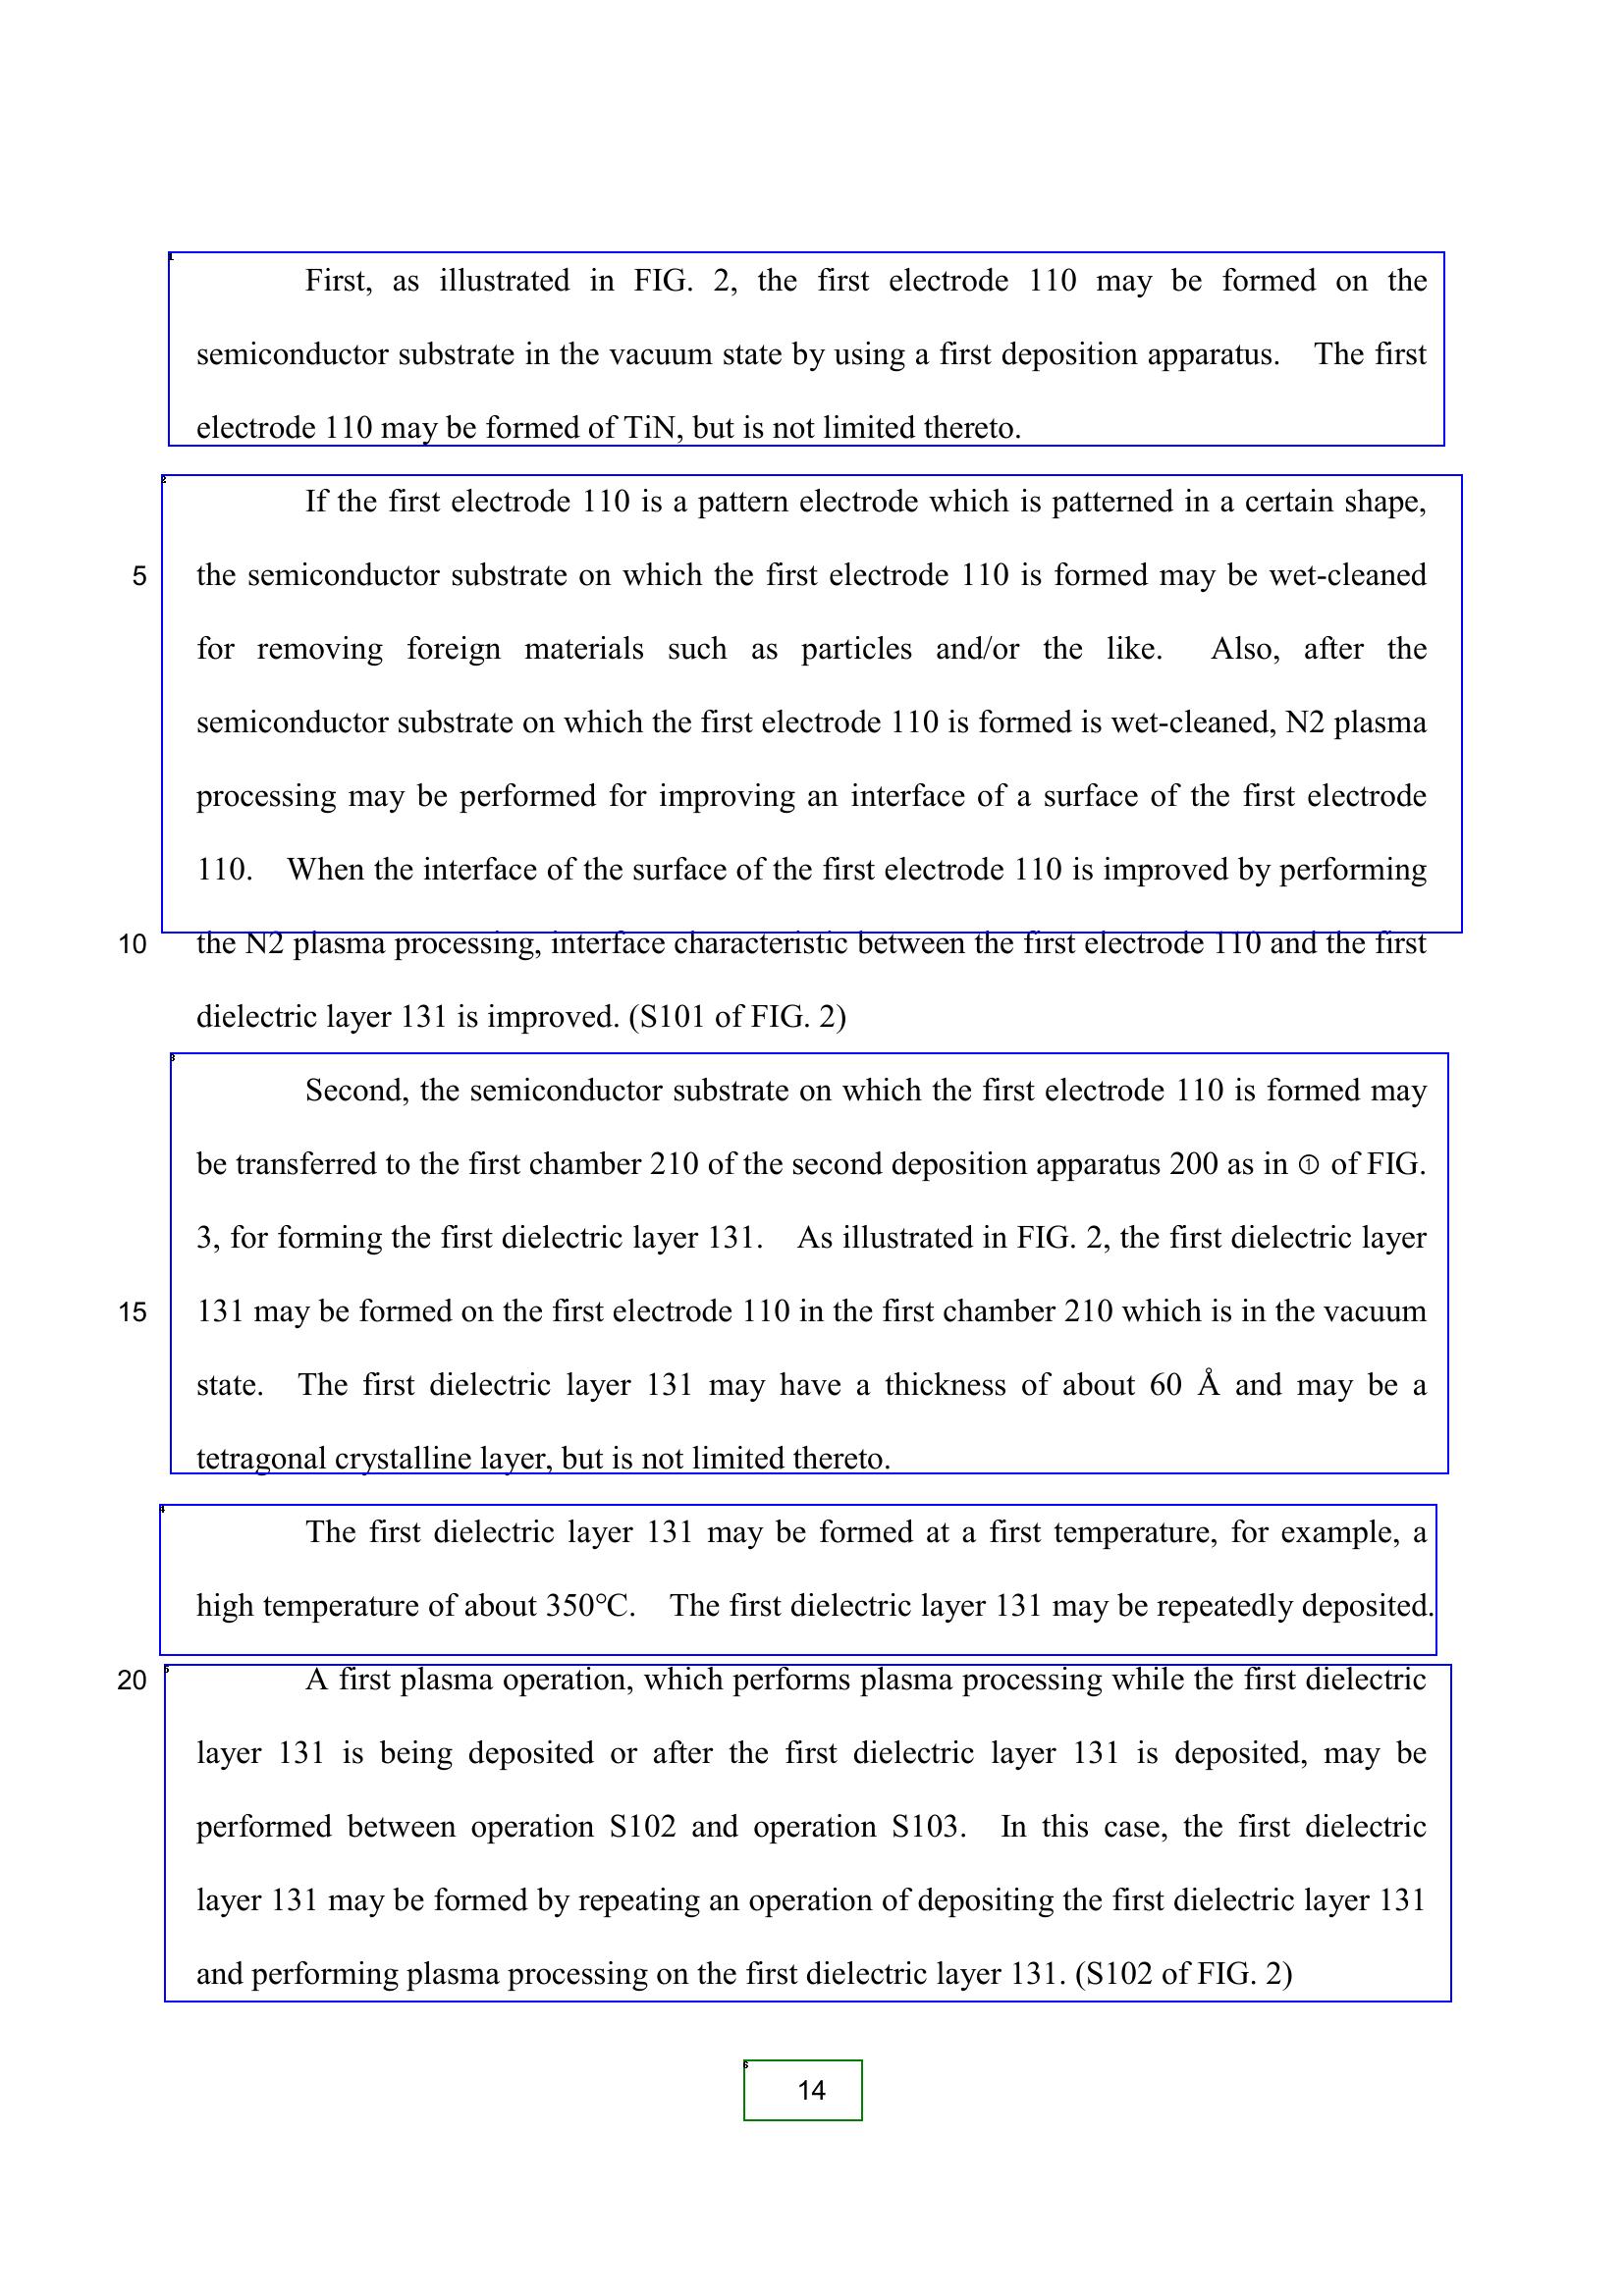 First, as illustrated in FIG. 2, the first electrode 110 may be formed on the
semiconductor substrate in the vacuum state by using a first deposition apparatus. The first
electrode 110 may be formed of TiN, but is not limited thereto.
If the first electrode 110 is a pattern electrode which is patterned in a certain shape,
5 the semiconductor substrate on which the first electrode 110 is formed may be wet-cleaned
for removing foreign materials such as particles and/or the like. Also, after the
semiconductor substrate on which the first electrode 110 is formed is wet-cleaned, N2 plasma
processing may be performed for improving an interface of a surface of the first electrode
110. When the interface of the surface of the first electrode 110 is improved by performing
10 the N2 plasma processing, interface characteristic between the first electrode 110 and the first
dielectric layer 131 is improved. (S101 of FIG. 2)
Second, the semiconductor substrate on which the first electrode 110 is formed may
be transferred to the first chamber 210 of the second deposition apparatus 200 as in ① of FIG.
3, for forming the first dielectric layer 131. As illustrated in FIG. 2, the first dielectric layer
15 131 may be formed on the first electrode 110 in the first chamber 210 which is in the vacuum
state. The first dielectric layer 131 may have a thickness of about 60 Å and may be a
tetragonal crystalline layer, but is not limited thereto.
The first dielectric layer 131 may be formed at a first temperature, for example, a
high temperature of about 350℃. The first dielectric layer 131 may be repeatedly deposited.
20 A first plasma operation, which performs plasma processing while the first dielectric
layer 131 is being deposited or after the first dielectric layer 131 is deposited, may be
performed between operation S102 and operation S103. In this case, the first dielectric
layer 131 may be formed by repeating an operation of depositing the first dielectric layer 131
and performing plasma processing on the first dielectric layer 131. (S102 of FIG. 2)
14